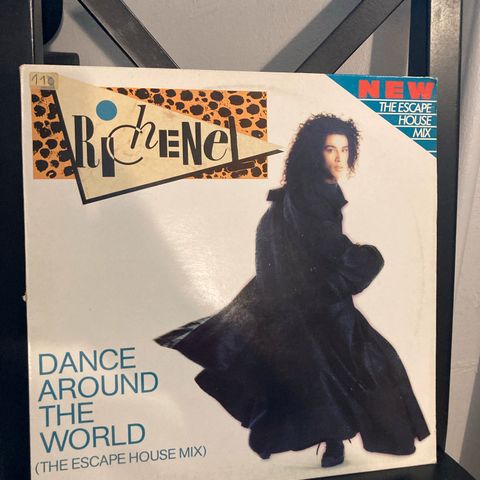 110
RicHENEL
NEW
THE ESCAPE
HOUSE
MIX
DANCE
AROUND
THE
WORLD
(THE ESCAPE HOUSE MIX)